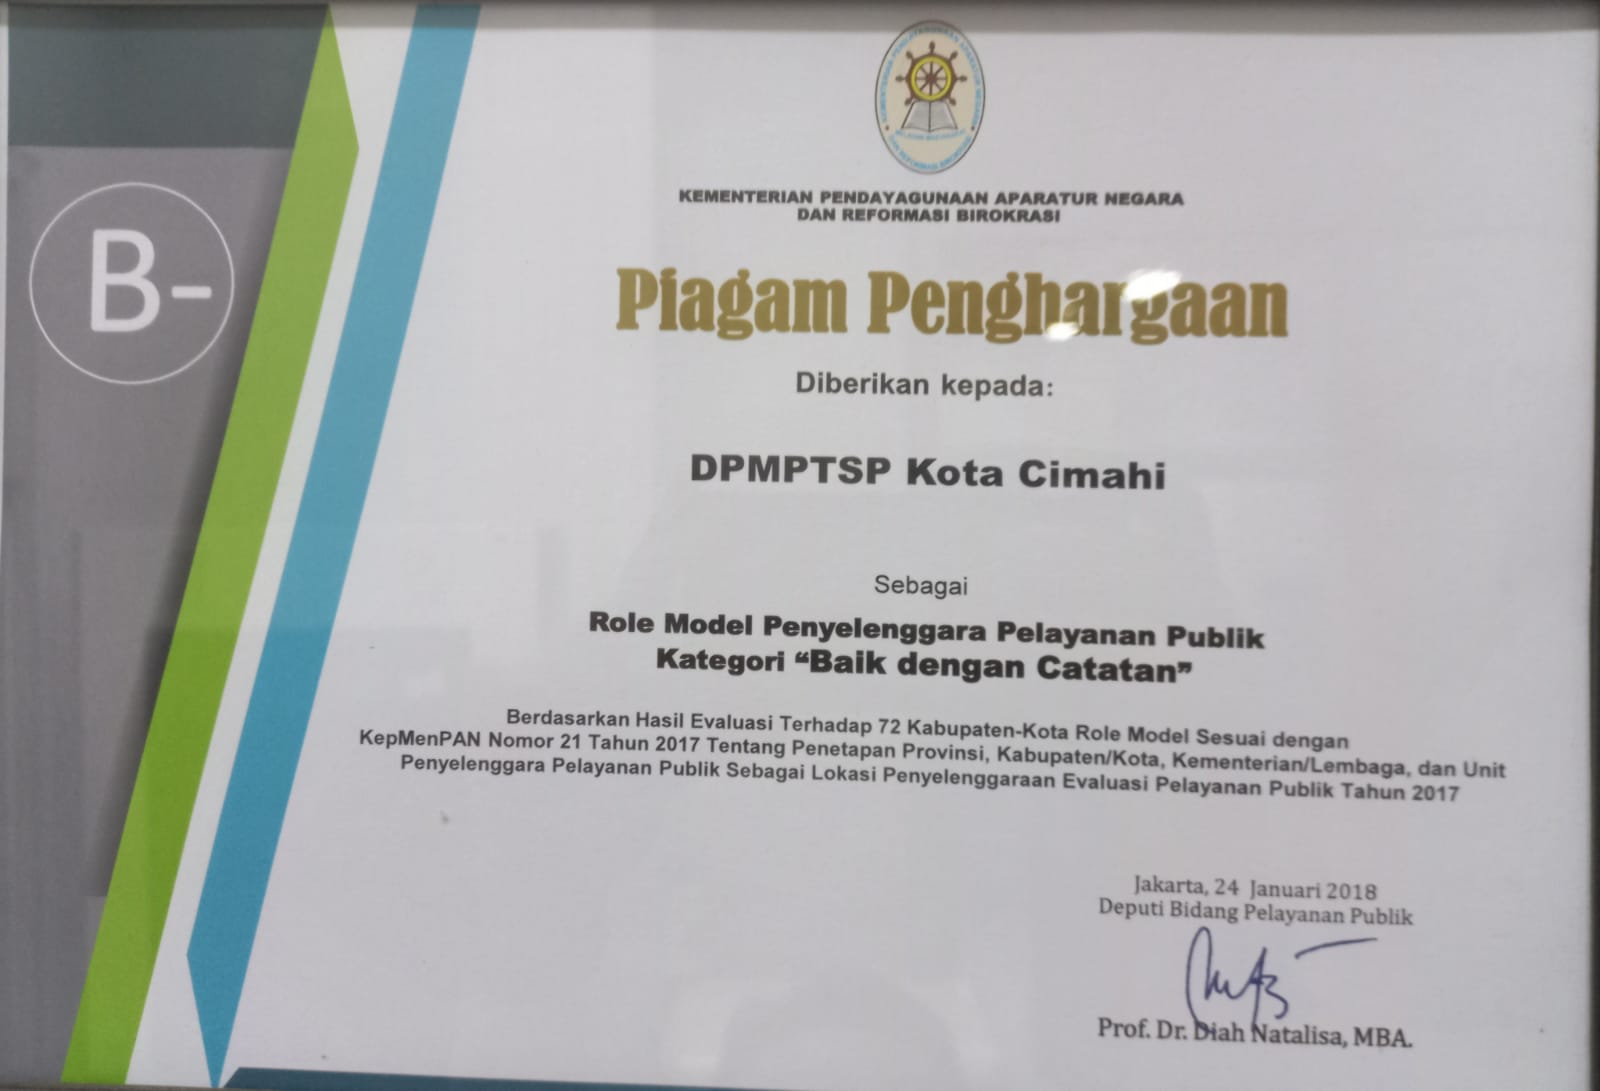 B-
KEMENTERIAN PENDAYAGUNAAN APARATUR NEGARA
DAN REFORMASI BIROKRASI
Piagam Penghargaan
Diberikan kepada:
DPMPTSP Kota Cimahi
Sebagai
Role Model Penyelenggara Pelayanan Publik
Kategori “Baik dengan Catatan”
Berdasarkan Hasil Evaluasi Terhadap 72 Kabupaten-Kota Role Model Sesuai dengan
KepMenPAN Nomor 21 Tahun 2017 Tentang Penetapan Provinsi, Kabupaten/Kota, Kementerian/Lembaga, dan Unit
Penyelenggara Pelayanan Publik Sebagai Lokasi Penyelenggaraan Evaluasi Pelayanan Publik Tahun 2017
Jakarta, 24 Januari 2018
Deputi Bidang Pelayanan Publik
Prof. Dr. Diah Natalisa, MBA.